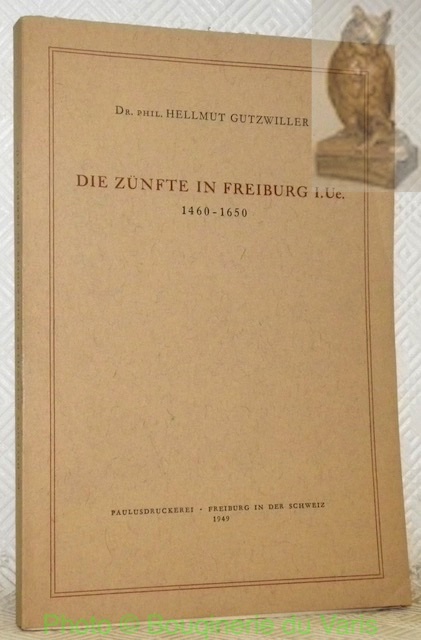 Dr. phil. HELLMUT GUTZWILLER
DIE ZÜNFTE IN FREIBURG I.Ue.
1460-1650
PAULUSDRUCKEREI • FREIBURG IN DER SCHWEIZ
1949
Photo © Bouquinerie du Varis